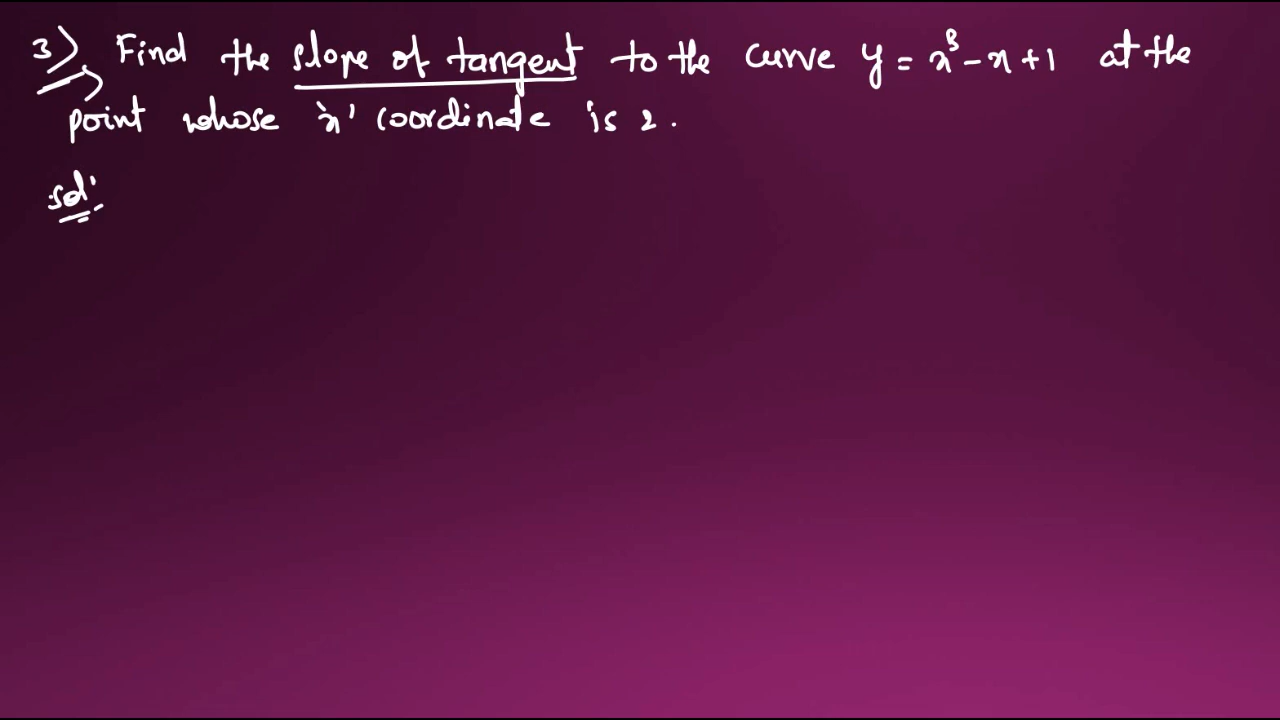 3) Find the slope of tangent to the curve y = x³ - x + 1 at the
point whose 'x' coordinate is 2.
sol: